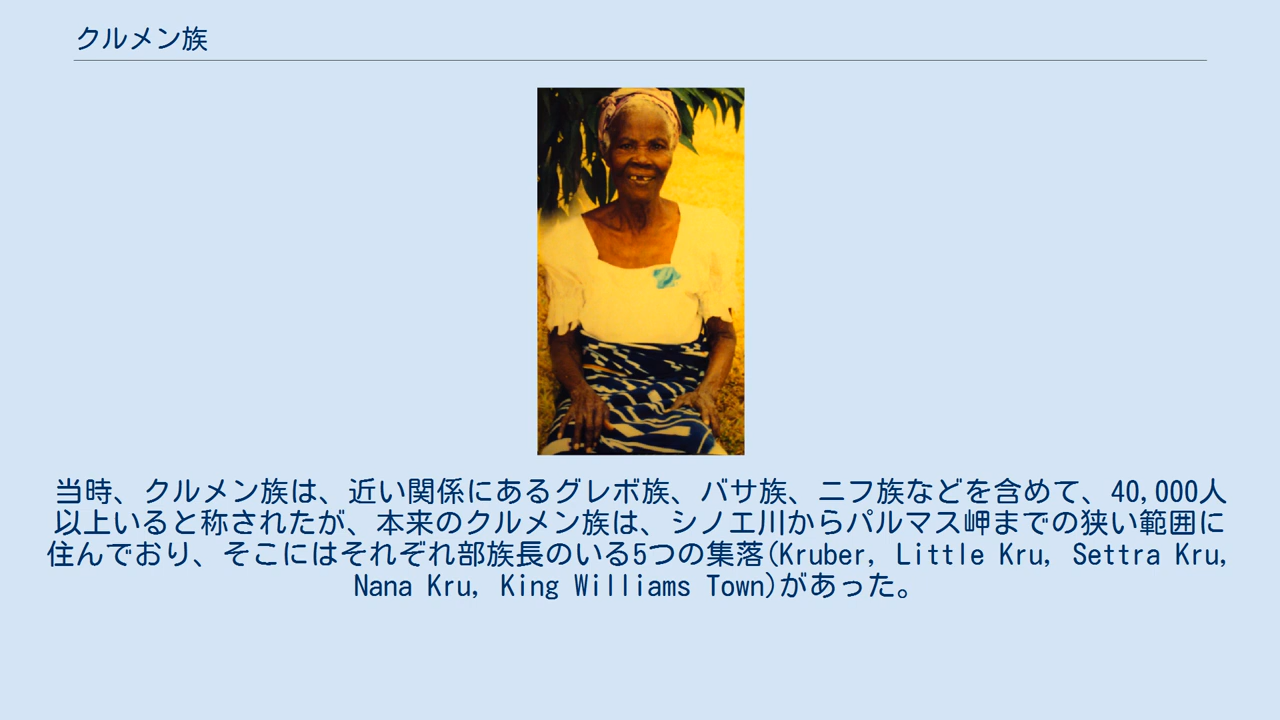 クルメン族
当時、クルメン族は、近い関係にあるグレボ族、バサ族、ニフ族などを含めて、40,000人
以上いると称されたが、本来のクルメン族は、シノエ川からパルマス岬までの狭い範囲に
住んでおり、そこにはそれぞれ部族長のいる5つの集落(Kruber, Little Kru, Settra Kru,
Nana Kru, King Williams Town)があった。